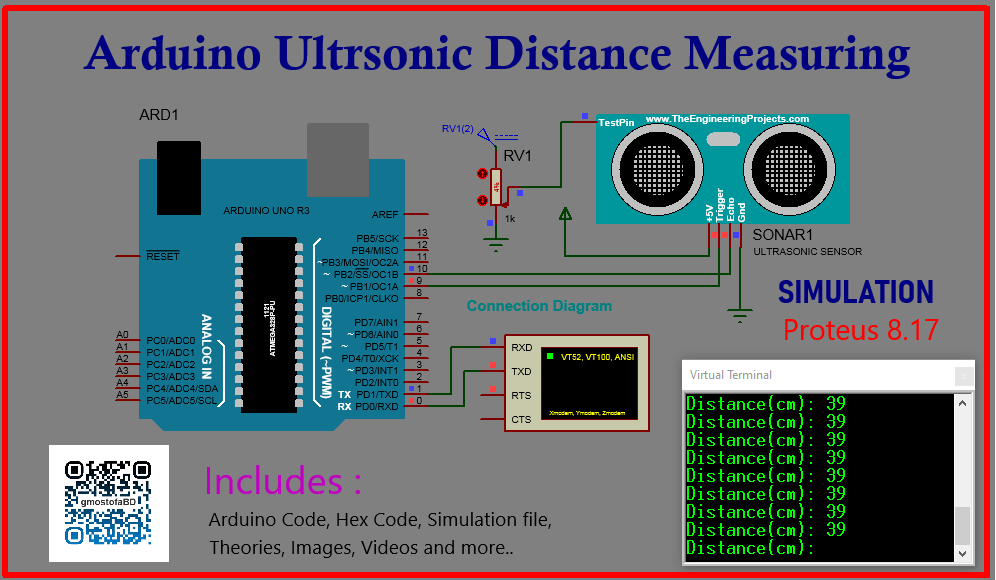 Arduino Ultrsonic Distance Measuring
ARD1
ARDUINO UNO R3
RESET
1121
ATMEGA328P-PU
ANALOG IN
A0 PC0/ADC0
A1 PC1/ADC1
A2 PC2/ADC2
A3 PC3/ADC3
A4 PC4/ADC4/SDA
A5 PC5/ADC5/SCL
DIGITAL (~PWM)
AREF
PB5/SCK 13
PB4/MISO 12
~PB3/MOSI/OC2A 11
~ PB2/SS/OC1B 10
~ PB1/OC1A 9
PB0/ICP1/CLKO 8
PD7/AIN1 7
~ PD6/AIN0 6
~ PD5/T1 5
PD4/T0/XCK 4
~ PD3/INT1 3
PD2/INT0 2
TX PD1/TXD 1
RX PD0/RXD 0
RV1(2)
RV1
4%
1k
TestPin
www.TheEngineeringProjects.com
+5V
Trigger
Echo
Gnd
SONAR1
ULTRASONIC SENSOR
Connection Diagram
RXD
TXD
RTS
CTS
VT52, VT100, ANSI
Xmodem, Ymodem, Zmodem
SIMULATION
Proteus 8.17
Virtual Terminal
x
Distance(cm): 39
Distance(cm): 39
Distance(cm): 39
Distance(cm): 39
Distance(cm): 39
Distance(cm): 39
Distance(cm): 39
Distance(cm): 39
Distance(cm):
gmostofaBD
Includes :
Arduino Code, Hex Code, Simulation file,
Theories, Images, Videos and more..